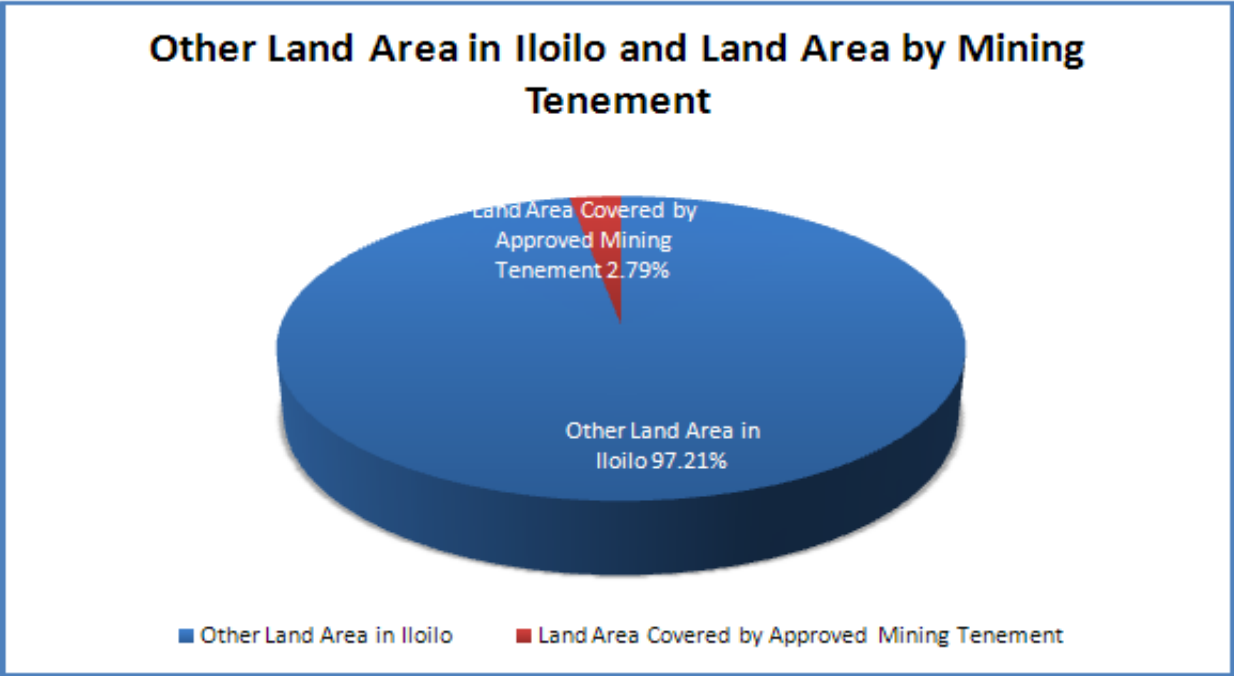 Other Land Area in Iloilo and Land Area by Mining
Tenement
Land Area Covered by
Approved Mining
Tenement 2.79%
Other Land Area in
Iloilo 97.21%
Other Land Area in Iloilo
Land Area Covered by Approved Mining Tenement